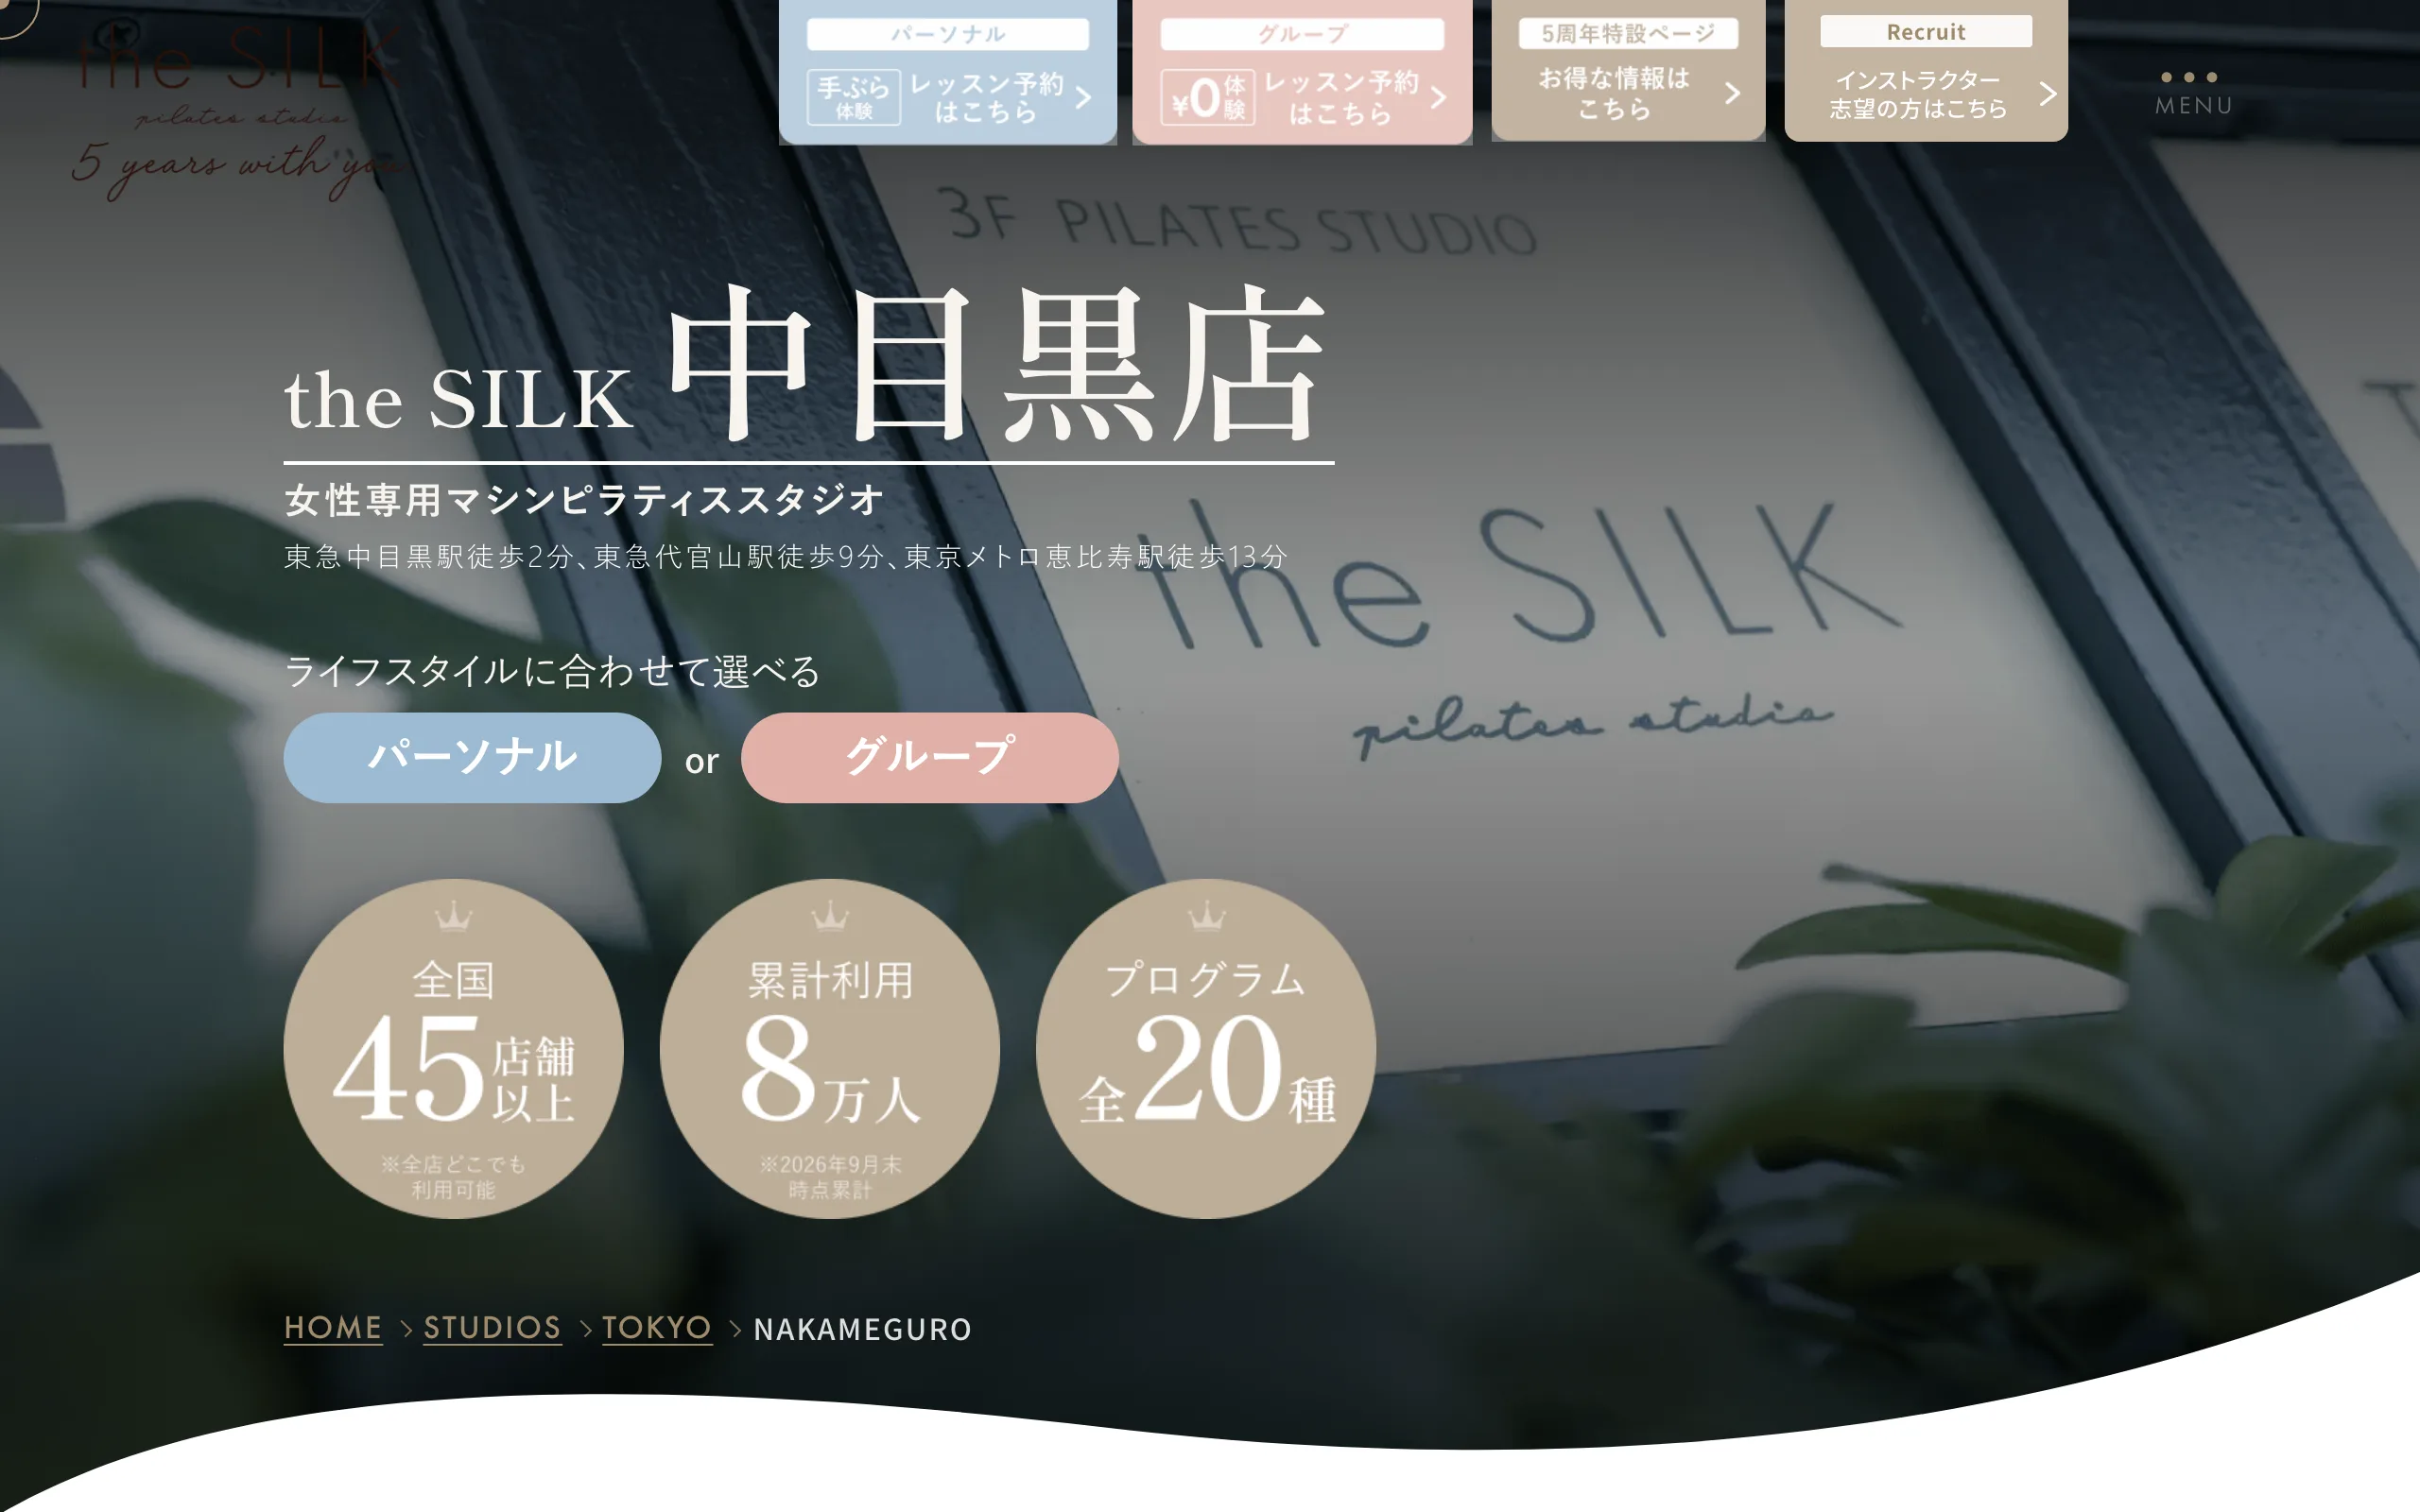 the SILK
pilates studio
5 years with you
パーソナル
手ぶら体験
レッスン予約はこちら
グループ
¥0体験
レッスン予約はこちら
5周年特設ページ
お得な情報は
こちら
Recruit
インストラクター
志望の方はこちら
MENU
3F PILATES STUDIO
the SILK 中目黒店
女性専用マシンピラティススタジオ
東急中目黒駅徒歩2分、東急代官山駅徒歩9分、東京メトロ恵比寿駅徒歩13分
the SILK
pilates studio
ライフスタイルに合わせて選べる
パーソナル or グループ
全国
45店舗以上
※全店どこでも
利用可能
累計利用
8万人
※2026年9月末
時点累計
プログラム
全20種
HOME > STUDIOS > TOKYO > NAKAMEGURO